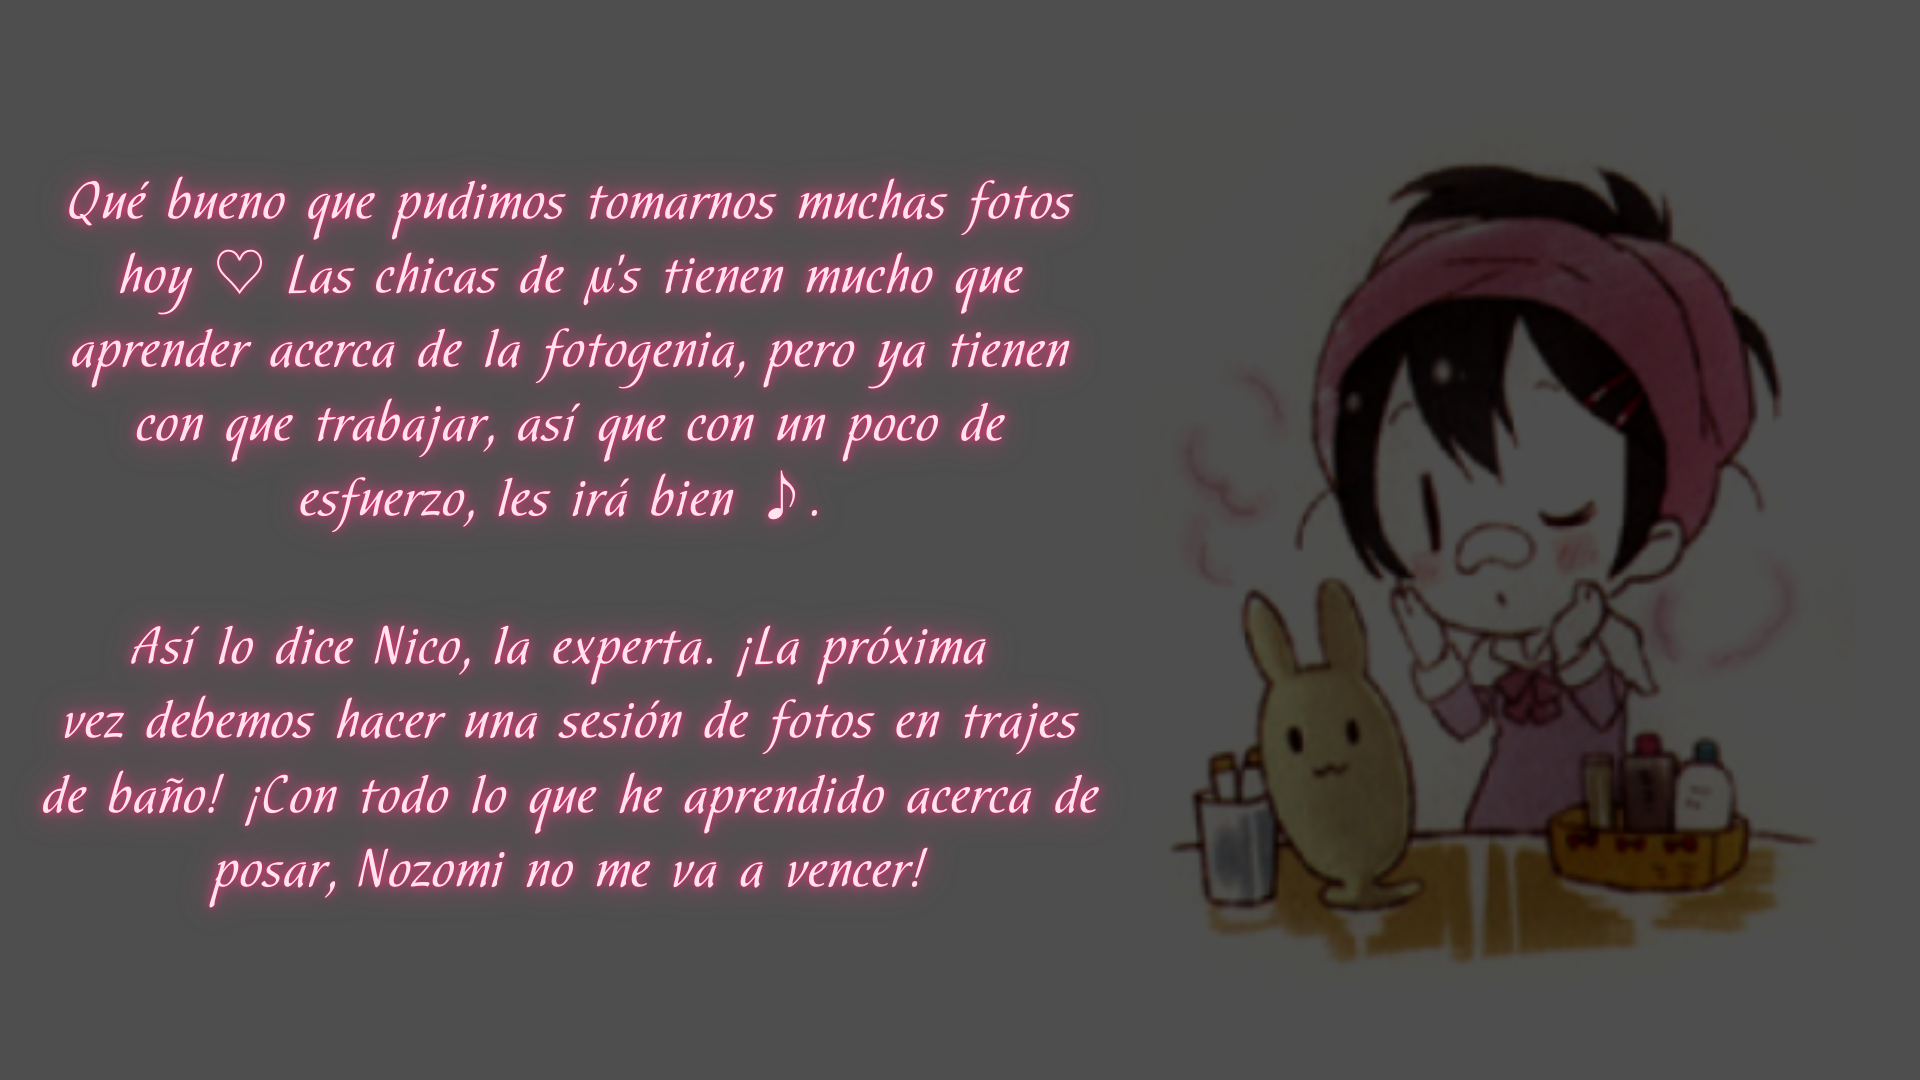 Qué bueno que pudimos tomarnos muchas fotos
hoy ♡ Las chicas de µ's tienen mucho que
aprender acerca de la fotogenia, pero ya tienen
con que trabajar, así que con un poco de
esfuerzo, les irá bien ♪.
Así lo dice Nico, la experta. ¡La próxima
vez debemos hacer una sesión de fotos en trajes
de baño! ¡Con todo lo que he aprendido acerca de
posar, Nozomi no me va a vencer!